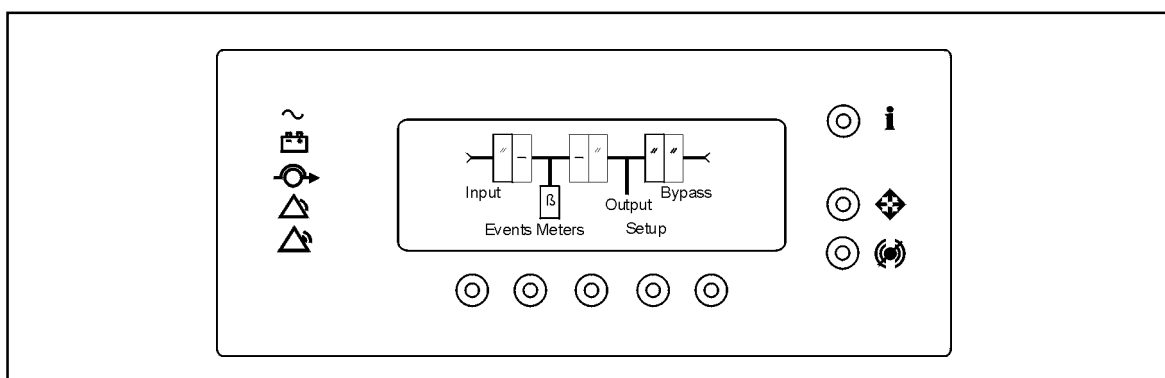 i
Input
ß
Output
Bypass
Events Meters
Setup